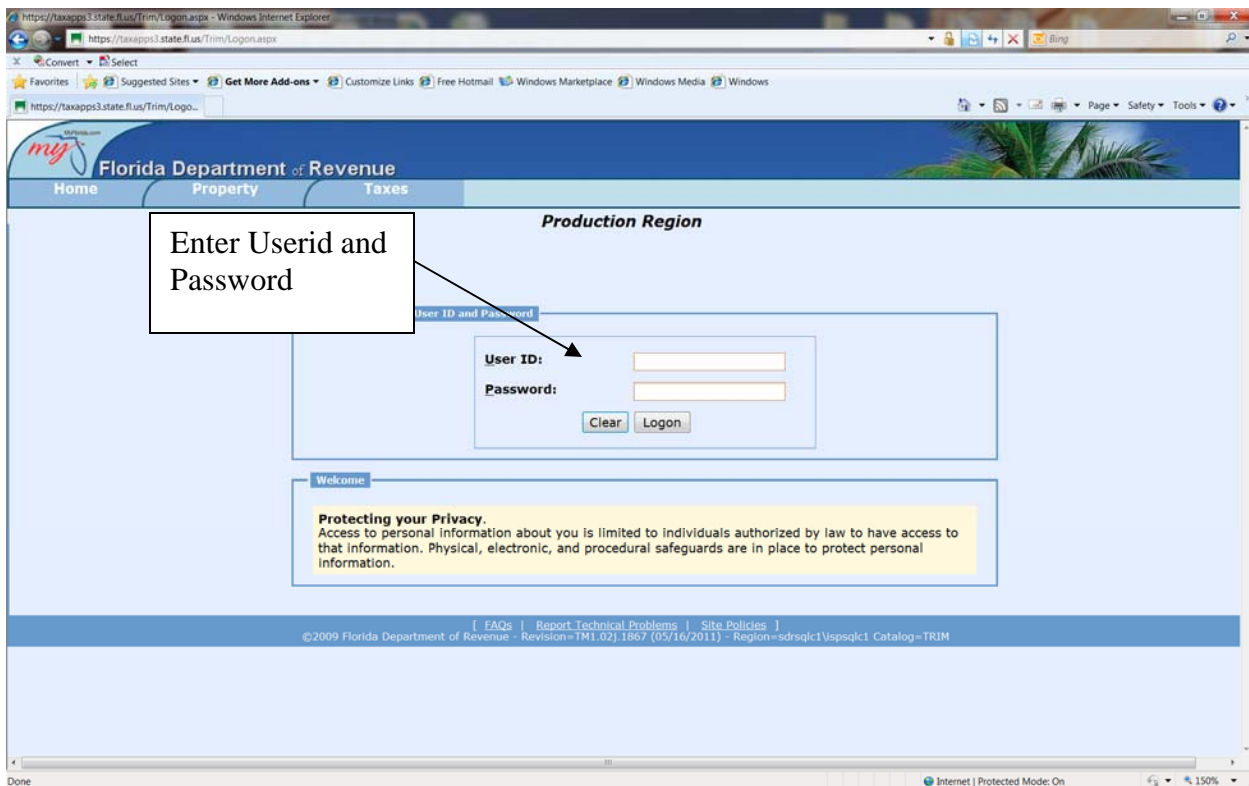 https://taxapps3.state.fl.us/Trim/Logon.aspx - Windows Internet Explorer
https://taxapps3.state.fl.us/Trim/Logon.aspx
Bing
X Convert Select
Favorites Suggested Sites Get More Add-ons Customize Links Free Hotmail Windows Marketplace Windows Media Windows
https://taxapps3.state.fl.us/Trim/Logo...
Page Safety Tools
my
Florida Department of Revenue
Home Property Taxes
Production Region
Enter Userid and
Password
User ID and Password
User ID:
Password:
Clear Logon
Welcome
Protecting your Privacy.
Access to personal information about you is limited to individuals authorized by law to have access to
that information. Physical, electronic, and procedural safeguards are in place to protect personal
information.
[ FAQs | Report Technical Problems | Site Policies ]
©2009 Florida Department of Revenue - Revision=TM1.02j.1867 (05/16/2011) - Region=sdrsqlc1\ispsqlc1 Catalog=TRIM
Done
Internet | Protected Mode: On
150%